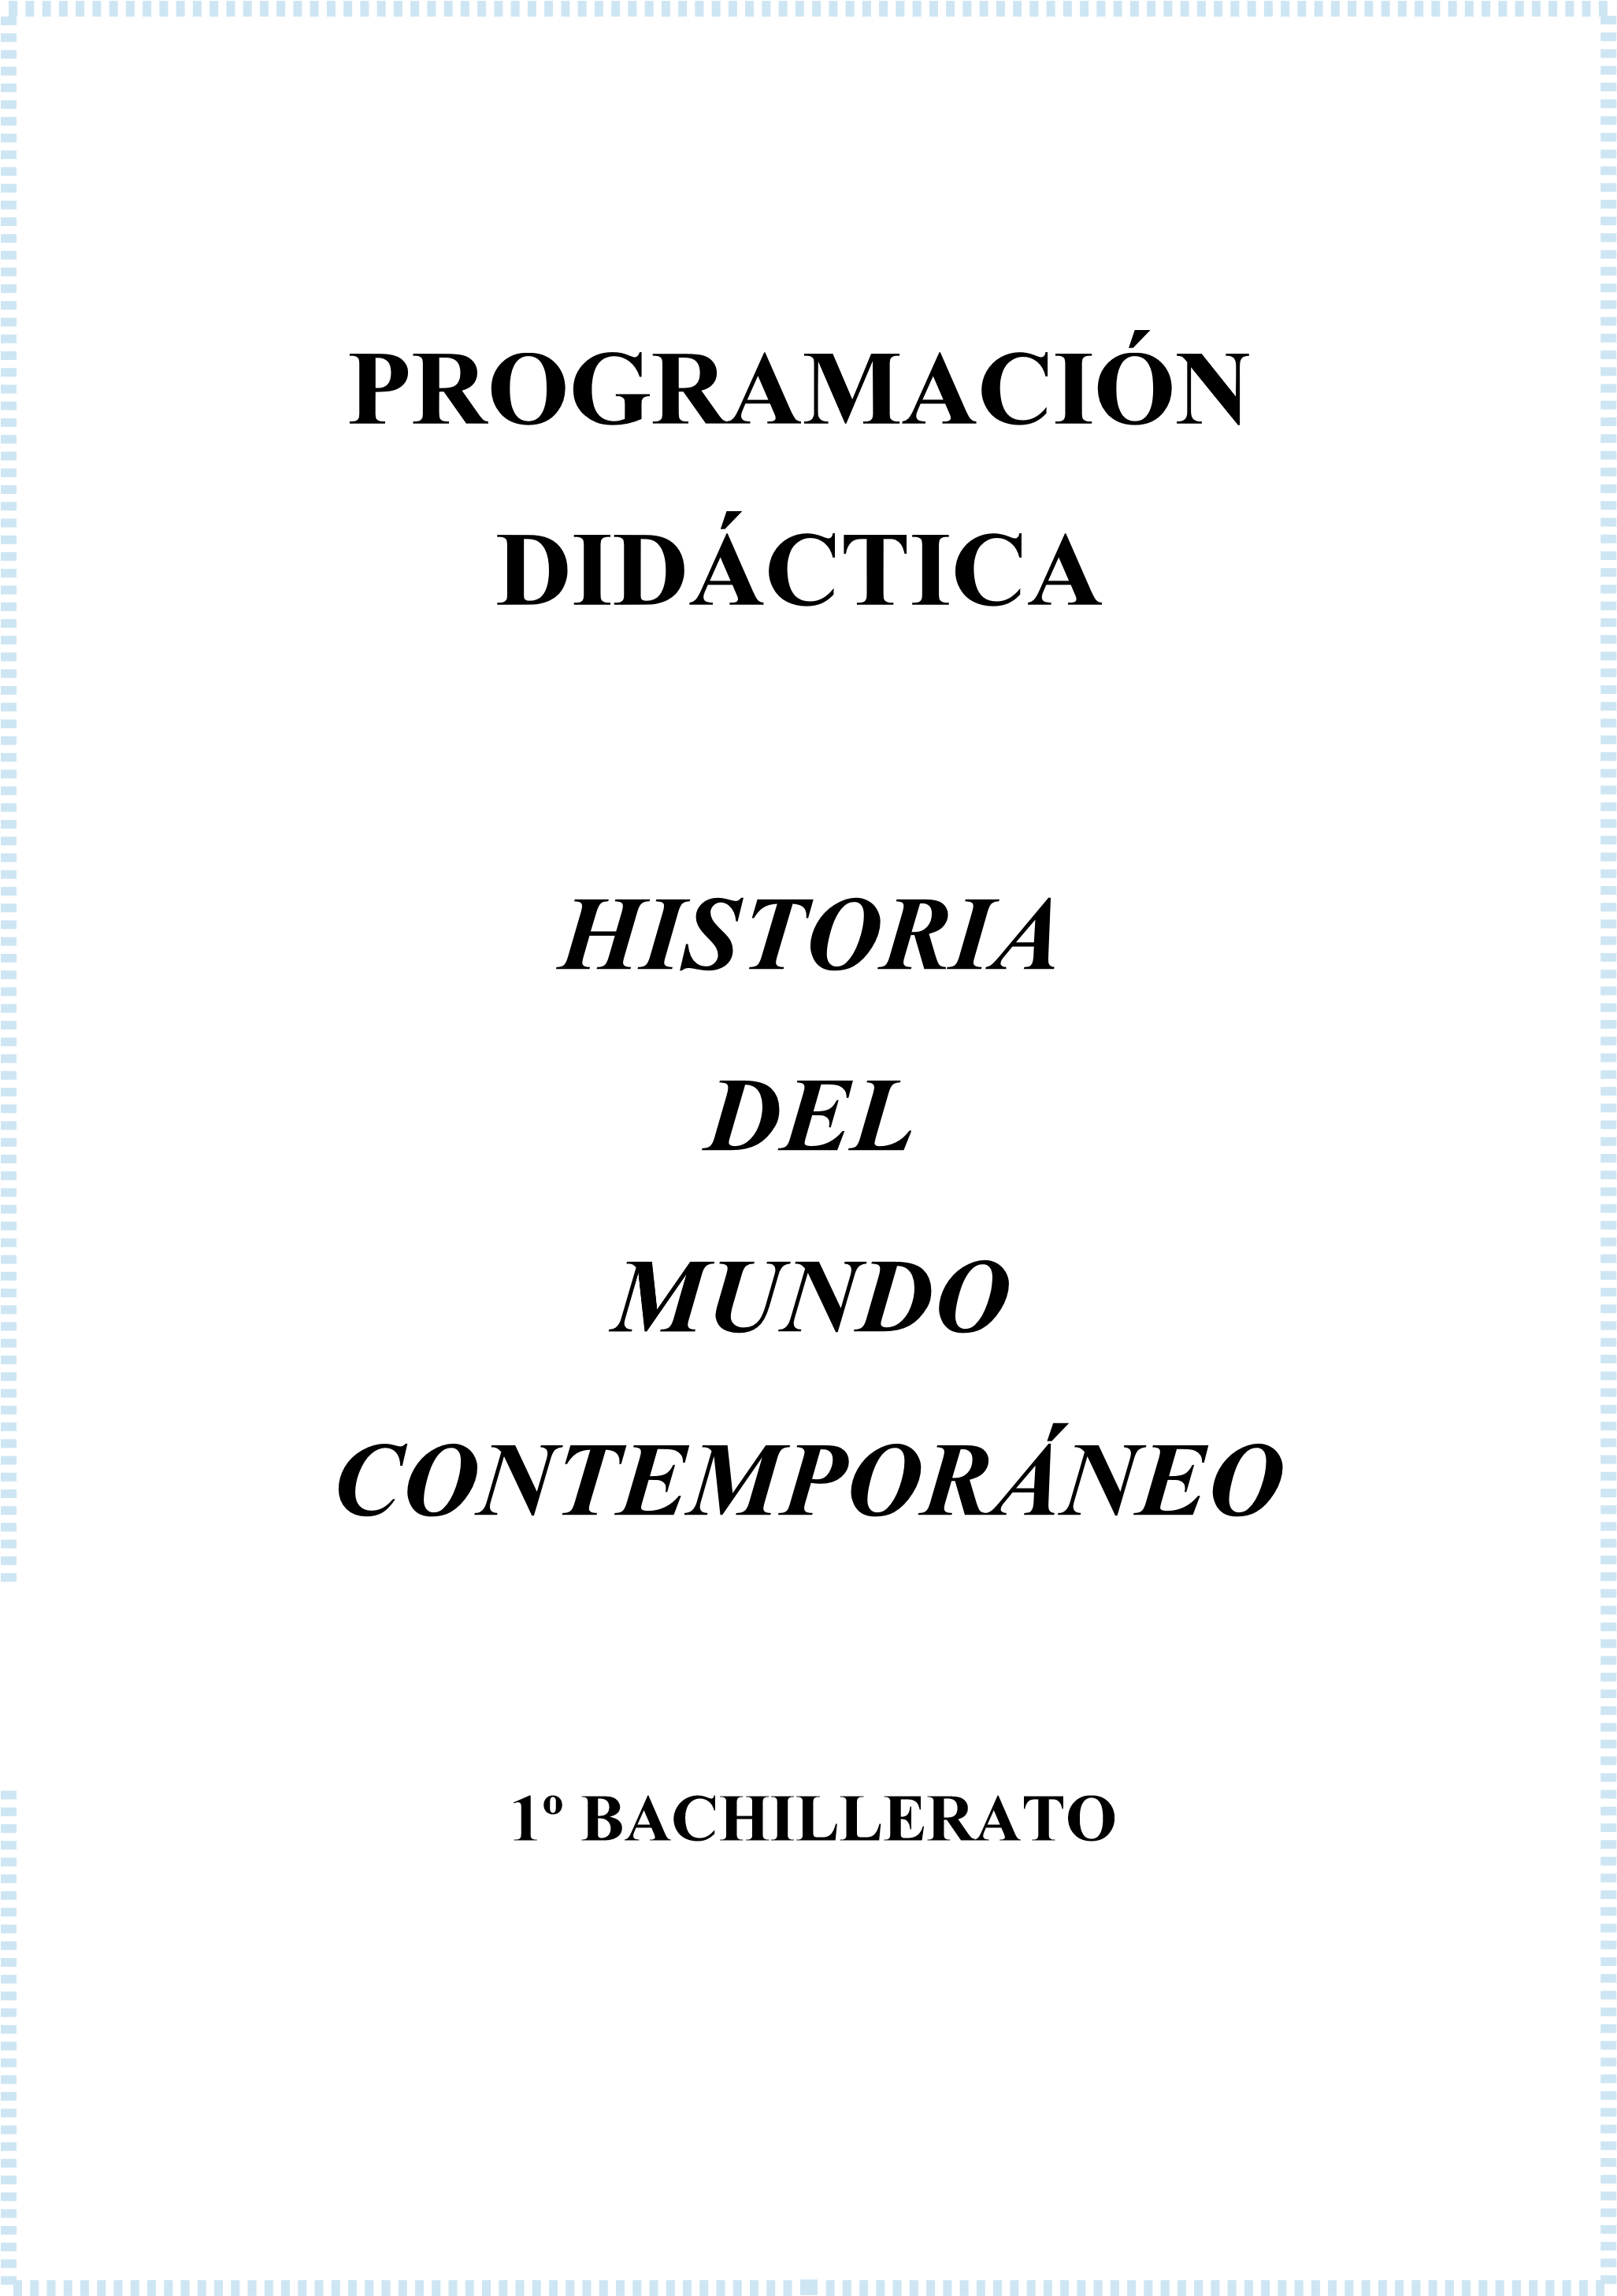 PROGRAMACIÓN
DIDÁCTICA
HISTORIA
DEL
MUNDO
CONTEMPORÁNEO
1º BACHILLERATO